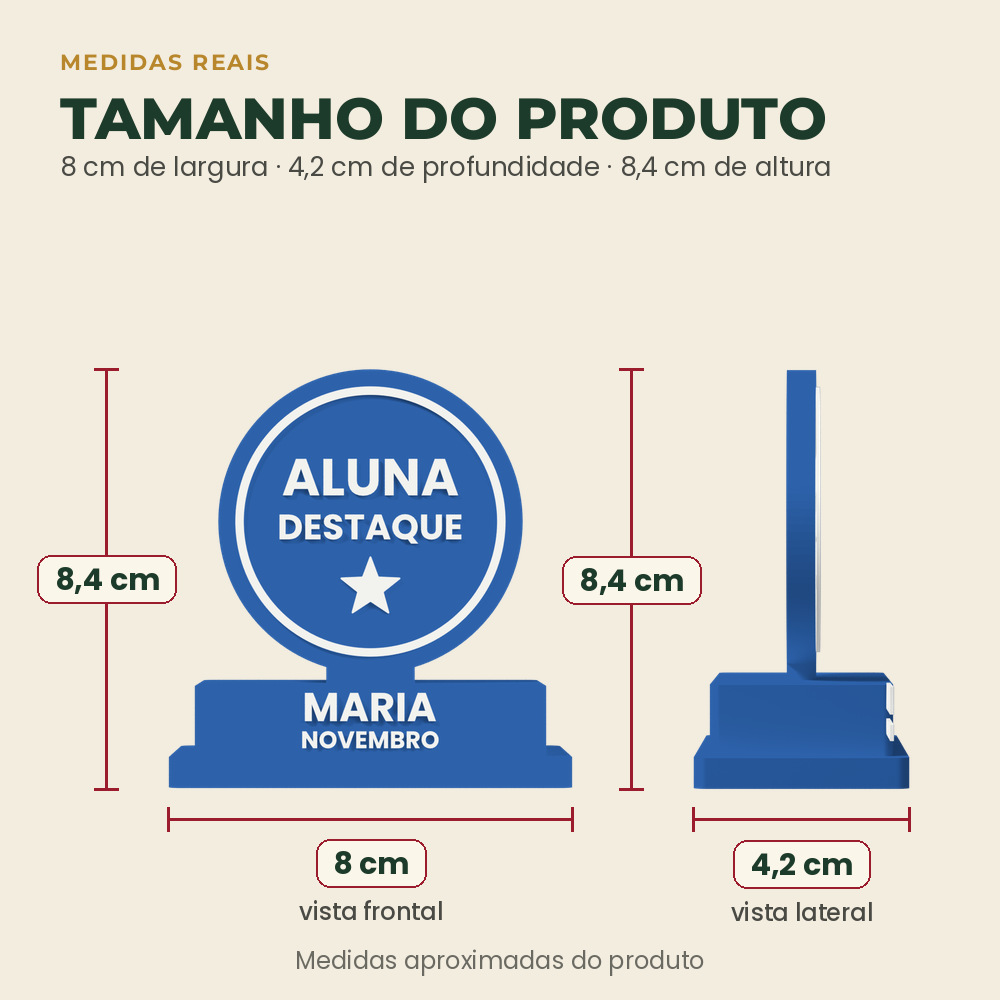 MEDIDAS REAIS
TAMANHO DO PRODUTO
8 cm de largura · 4,2 cm de profundidade · 8,4 cm de altura
ALUNA
DESTAQUE
8,4 cm
8,4 cm
MARIA
NOVEMBRO
8 cm
4,2 cm
vista frontal
vista lateral
Medidas aproximadas do produto